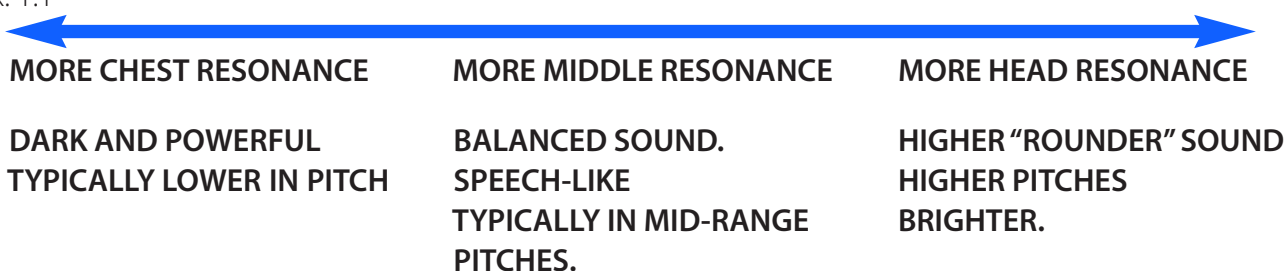 MORE CHEST RESONANCE
DARK AND POWERFUL
TYPICALLY LOWER IN PITCH
MORE MIDDLE RESONANCE
BALANCED SOUND.
SPEECH-LIKE
TYPICALLY IN MID-RANGE
PITCHES.
MORE HEAD RESONANCE
HIGHER “ROUNDER” SOUND
HIGHER PITCHES
BRIGHTER.